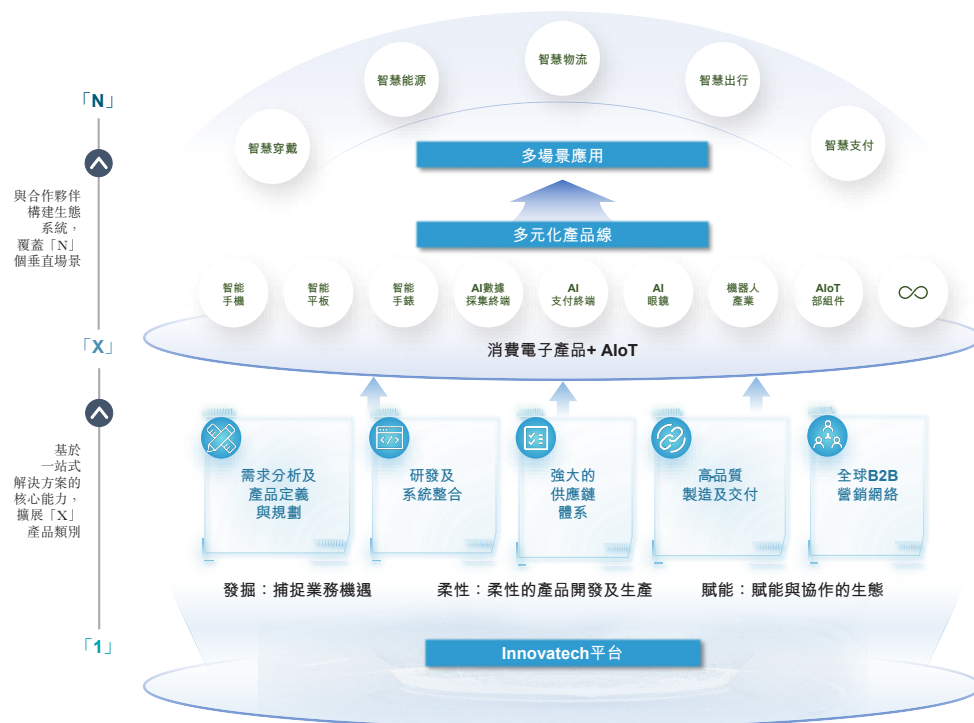 智慧物流
智慧能源
智慧出行
「N」
智慧穿戴
智慧支付
多場景應用
與合作夥伴
構建生態
系統，
覆蓋「N」
個垂直場景
多元化產品線
智能
手機
智能
平板
智能
手錶
AI數據
採集終端
AI
支付終端
AI
眼鏡
機器人
產業
AIoT
部組件
∞
「X」
消費電子產品+ AIoT
基於
一站式
解決方案的
核心能力，
擴展「X」
產品類別
需求分析及
產品定義
與規劃
研發及
系統整合
強大的
供應鏈
體系
高品質
製造及交付
全球B2B
營銷網絡
發掘：捕捉業務機遇
柔性：柔性的產品開發及生產
賦能：賦能與協作的生態
「1」
Innovatech平台